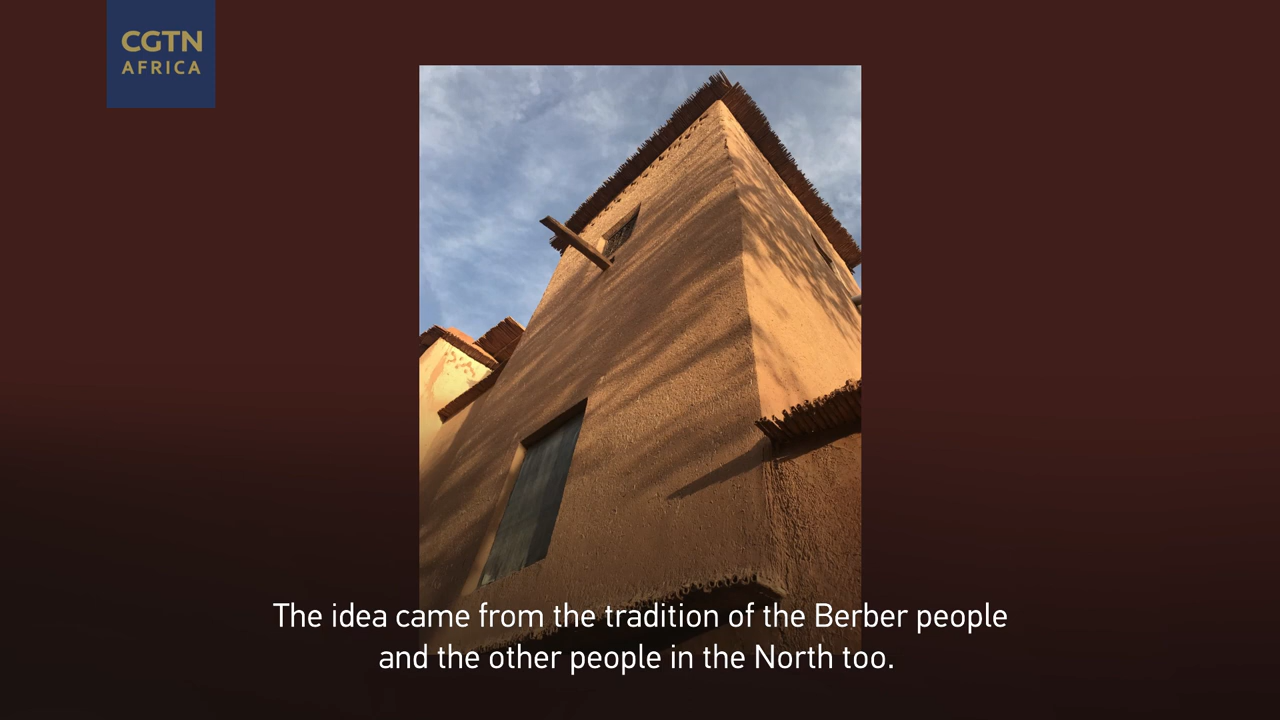 CGTN
AFRICA
The idea came from the tradition of the Berber people
and the other people in the North too.